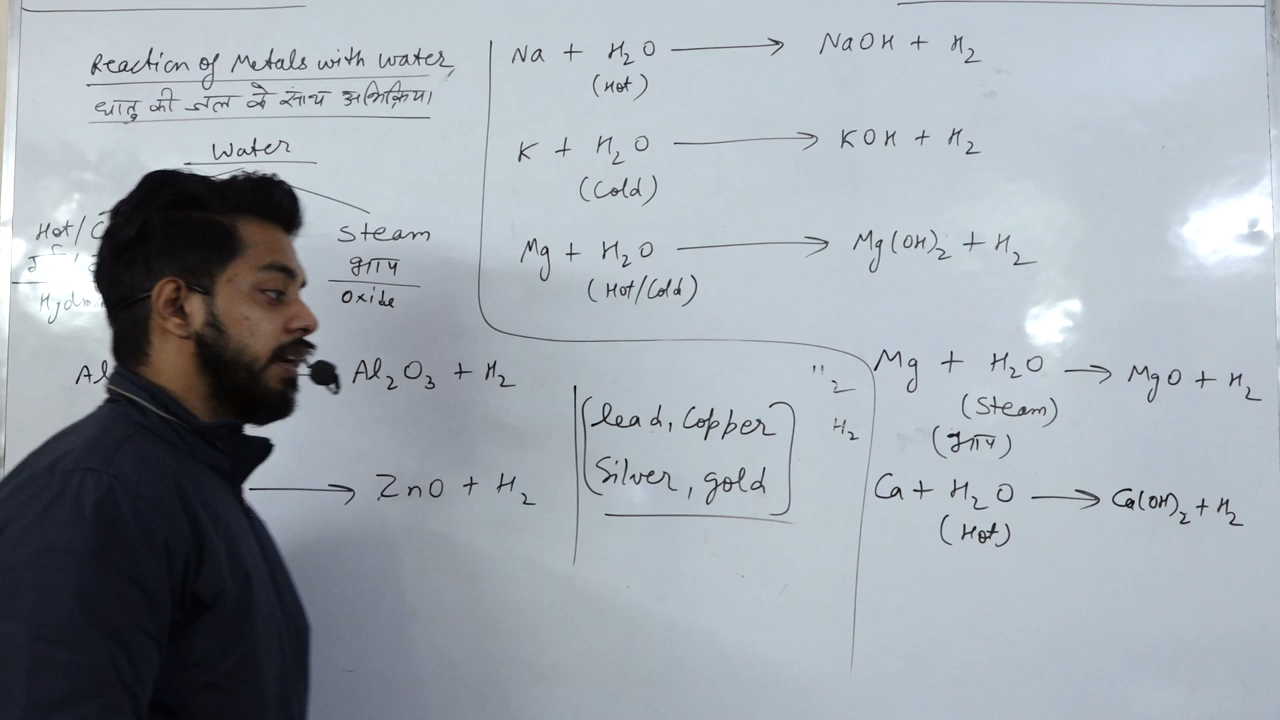 Reaction of Metals with water
धातु की जल के साथ अभिक्रिया
Water
Hot/
Steam
भाप
Oxide
Al
Al₂O₃ + H₂
⟶ ZnO + H₂
Na + H₂O ⟶ NaOH + H₂
(Hot)
K + H₂O ⟶ KOH + H₂
(Cold)
Mg + H₂O ⟶ Mg(OH)₂ + H₂
(Hot/Cold)
lead, Copper
Silver, gold
H₂
Mg + H₂O ⟶ MgO + H₂
(Steam)
(भाप)
Ca + H₂O ⟶ Ca(OH)₂ + H₂
(Hot)